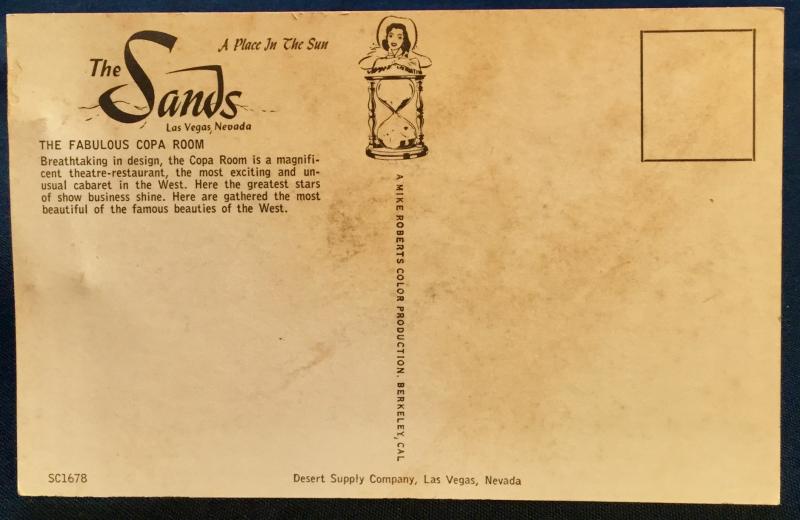 A Place In The Sun
The Sands
Las Vegas, Nevada
THE FABULOUS COPA ROOM
Breathtaking in design, the Copa Room is a magnifi-
cent theatre-restaurant, the most exciting and un-
usual cabaret in the West. Here the greatest stars
of show business shine. Here are gathered the most
beautiful of the famous beauties of the West.
A MIKE ROBERTS COLOR PRODUCTION. BERKELEY, CAL
SC1678
Desert Supply Company, Las Vegas, Nevada